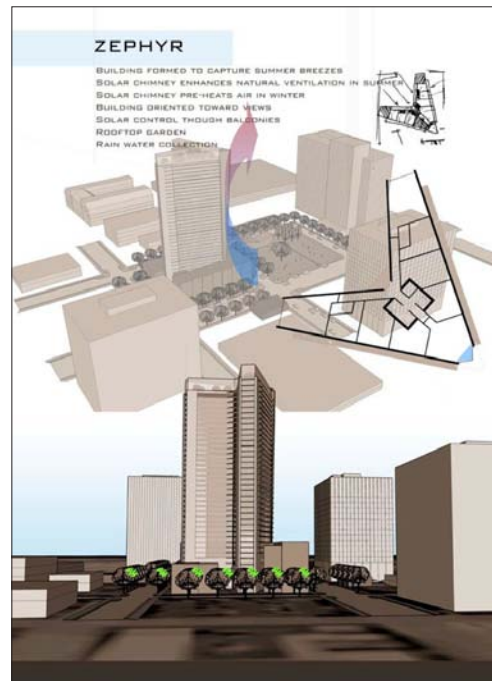 ZEPHYR
BUILDING FORMED TO CAPTURE SUMMER BREEZES
SOLAR CHIMNEY ENHANCES NATURAL VENTILATION IN SUMMER
SOLAR CHIMNEY PRE-HEATS AIR IN WINTER
BUILDING ORIENTED TOWARD VIEWS
SOLAR CONTROL THOUGH BALCONIES
ROOFTOP GARDEN
RAIN WATER COLLECTION